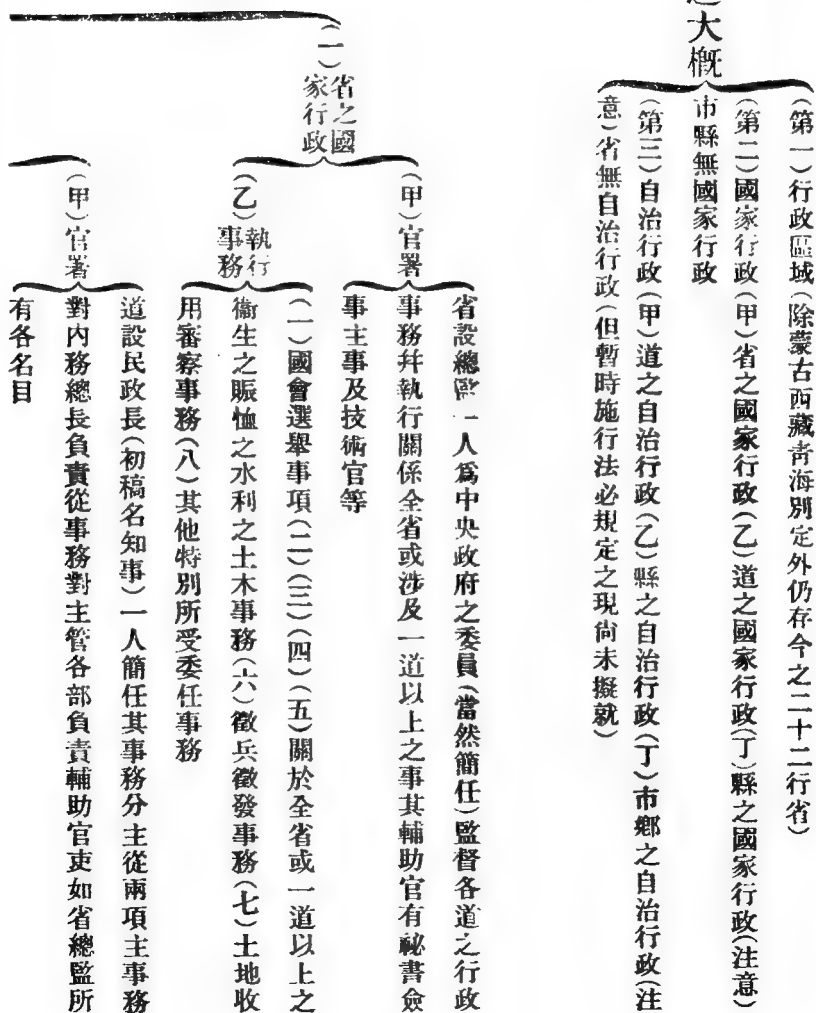 大概
(第一)行政區域(除蒙古西藏靑海別定外仍存今之二十二行省)
(第二)國家行政(甲)省之國家行政(乙)道之國家行政(丁)縣之國家行政(注意)
市縣無國家行政
(第三)自治行政(甲)道之自治行政(乙)縣之自治行政(丁)市鄕之自治行政(注
意)省無自治行政(但暫時施行法必規定之現尙未擬就)
(一)省之國
家行政
(甲)官署
省設總監一人爲中央政府之委員(當然簡任)監督各道之行政
事務幷執行關係全省或涉及一道以上之事其輔助官有祕書僉
事主事及技術官等
(乙)執行
事務
(一)國會選舉事項(二)(三)(四)(五)關於全省或一道以上之
衞生之賑恤之水利之土木事務(六)徵兵徵發事務(七)土地收
用審察事務(八)其他特別所受委任事務
(甲)官署
道設民政長(初稿名知事)一人簡任其事務分主從兩項主事務
對內務總長負責從事務對主管各部負責輔助官吏如省總監所
有各名目